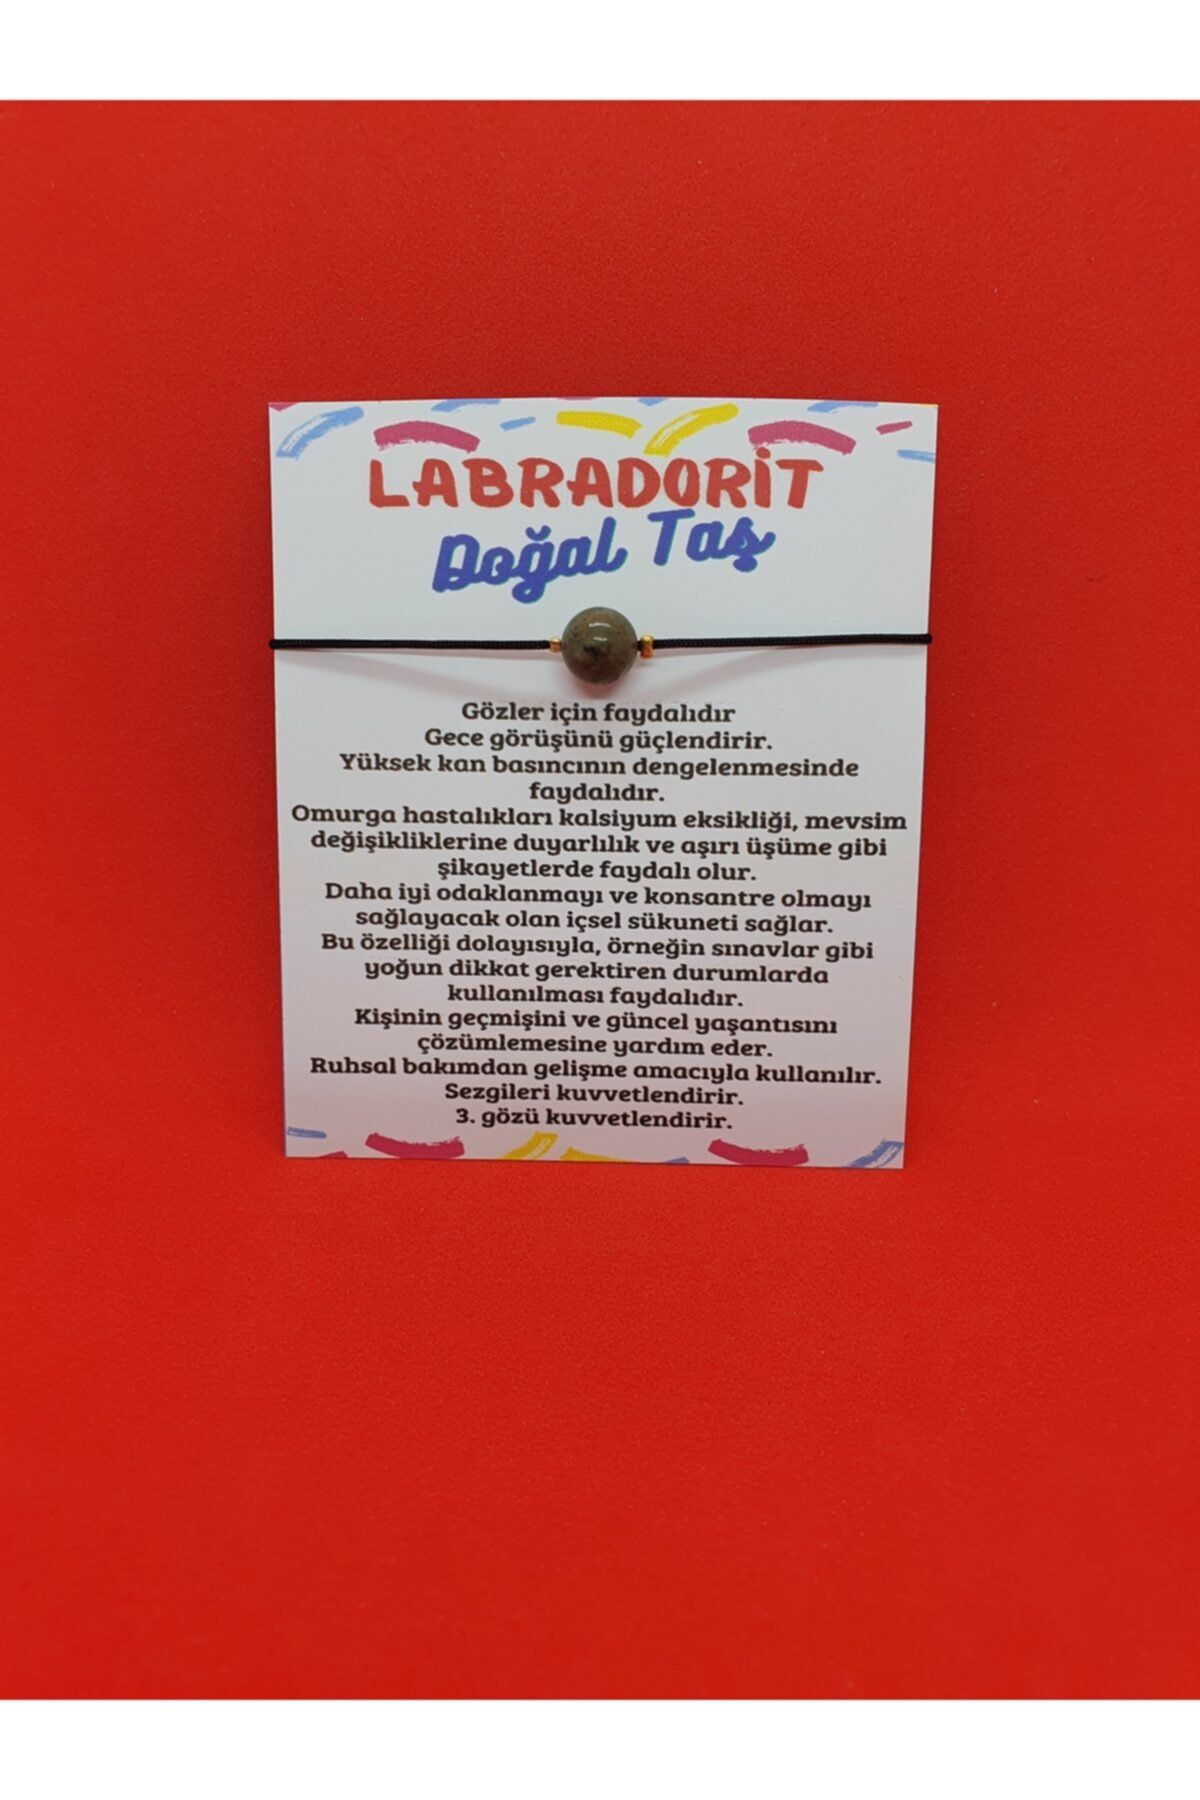 LABRADORİT
Doğal Taş
Gözler için faydalıdır
Gece görüşünü güçlendirir.
Yüksek kan basıncının dengelenmesinde
faydalıdır.
Omurga hastalıkları kalsiyum eksikliği, mevsim
değişikliklerine duyarlılık ve aşırı üşüme gibi
şikayetlerde faydalı olur.
Daha iyi odaklanmayı ve konsantre olmayı
sağlayacak olan içsel sükuneti sağlar.
Bu özelliği dolayısıyla, örneğin sınavlar gibi
yoğun dikkat gerektiren durumlarda
kullanılması faydalıdır.
Kişinin geçmişini ve güncel yaşantısını
çözümlemesine yardım eder.
Ruhsal bakımdan gelişme amacıyla kullanılır.
Sezgileri kuvvetlendirir.
3. gözü kuvvetlendirir.